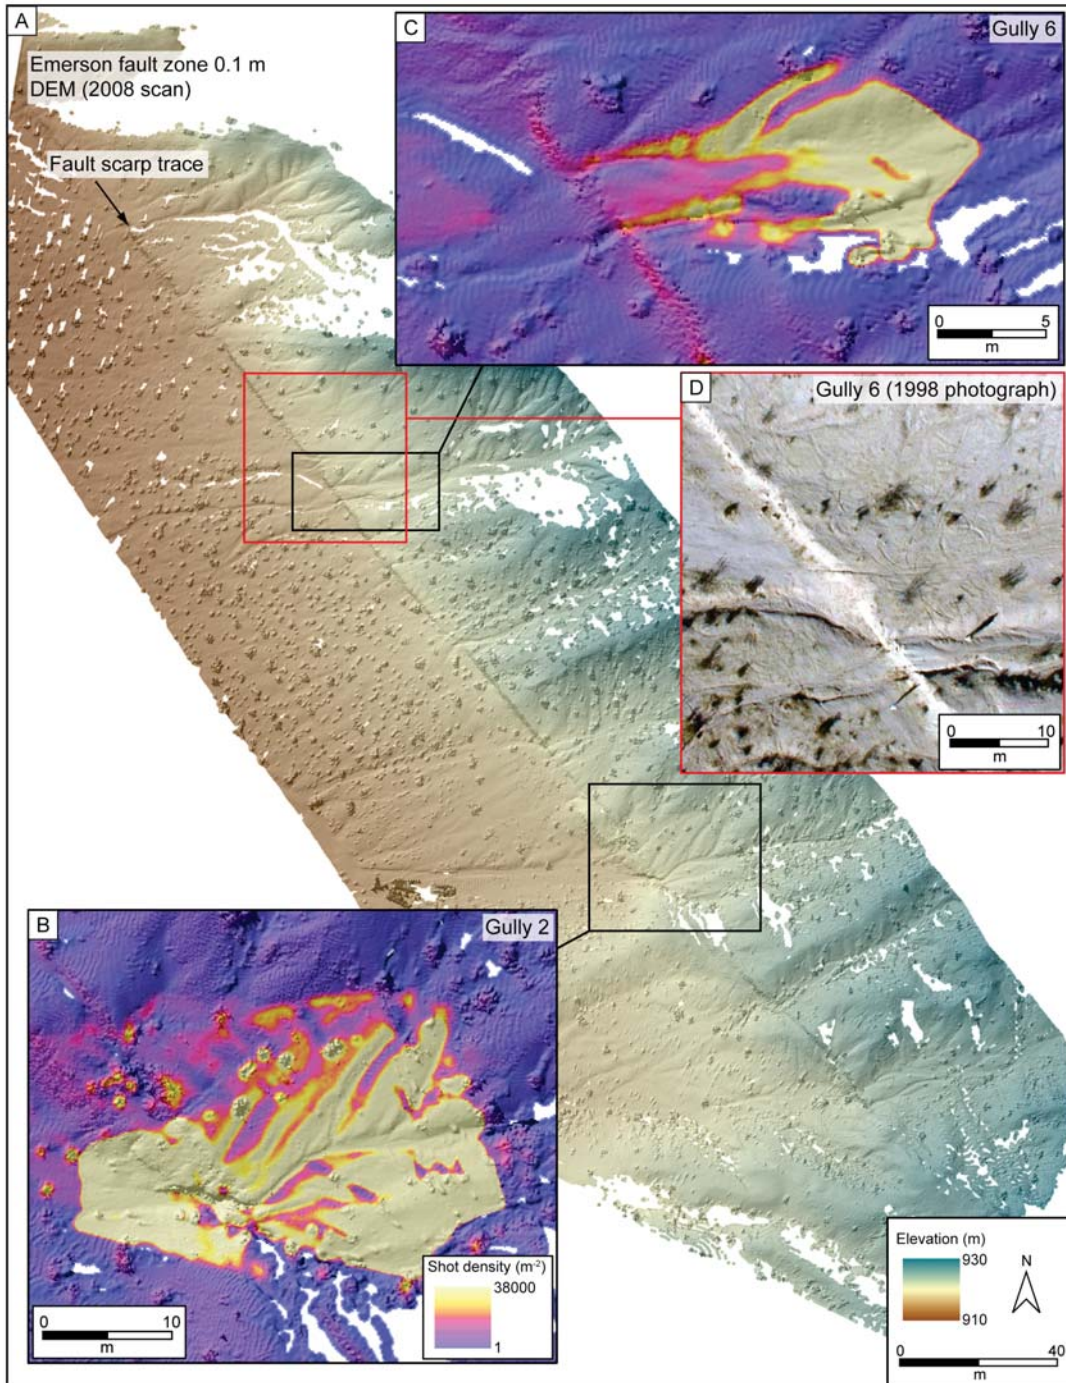 A
Emerson fault zone 0.1 m
DEM (2008 scan)
Fault scarp trace
C
Gully 6
0 5
m
D
Gully 6 (1998 photograph)
0 10
m
B
Gully 2
Shot density (m⁻²)
38000
1
0 10
m
Elevation (m)
930
910
N
0 40
m